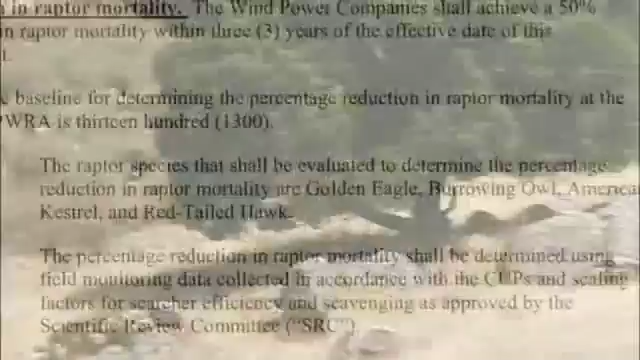 in raptor mortality. The Wind Power Companies shall achieve a 50%
in raptor mortality within three (3) years of the effective date of this
baseline for determining the percentage reduction in raptor mortality at the
PWRA is thirteen hundred (1300).
The raptor species that shall be evaluated to determine the percentage
reduction in raptor mortality are Golden Eagle, Burrowing Owl, American
Kestrel, and Red-Tailed Hawk.
The percentage reduction in raptor mortality shall be determined using
field monitoring data collected in accordance with the CUPs and scaling
factors for searcher efficiency and scavenging as approved by the
Scientific Review Committee ("SRC").